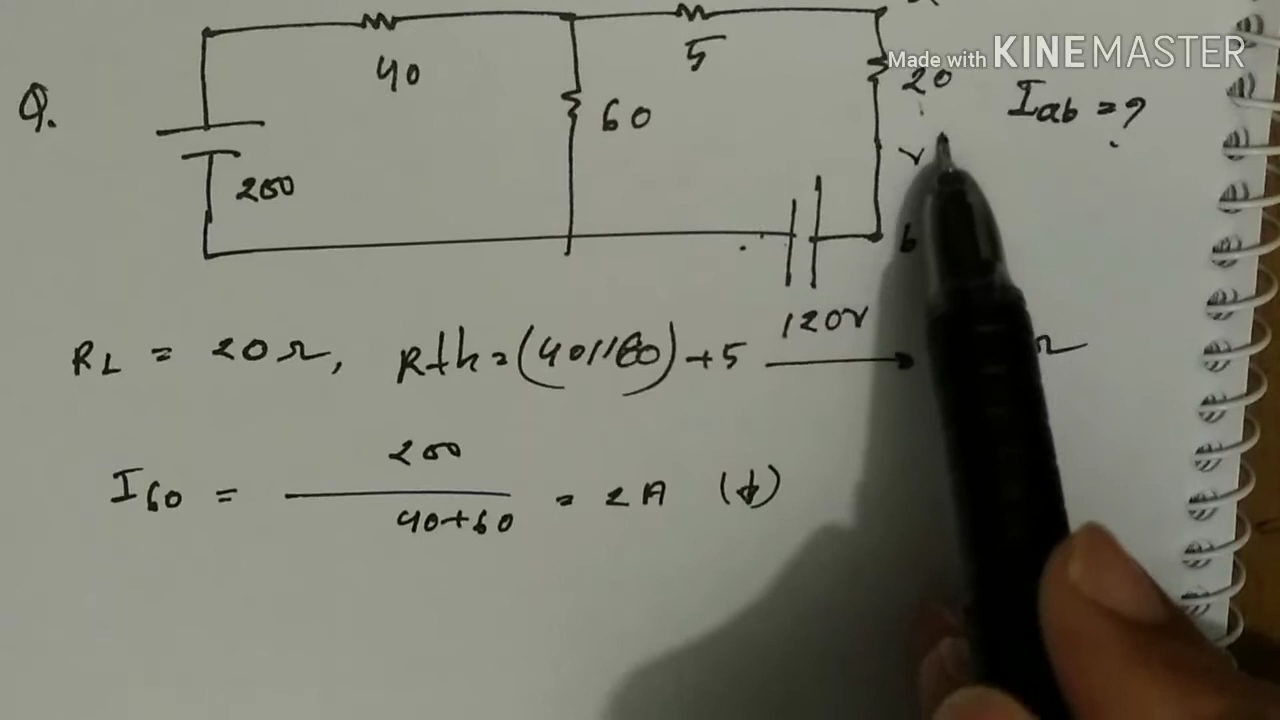 Made with KINEMASTER
40
5
20
Q.
60
Iab = ?
200
b
120V
RL = 20Ω, Rth = (40//60) + 5 → Ω
I60 = 200 / 40+60 = 2A (↓)